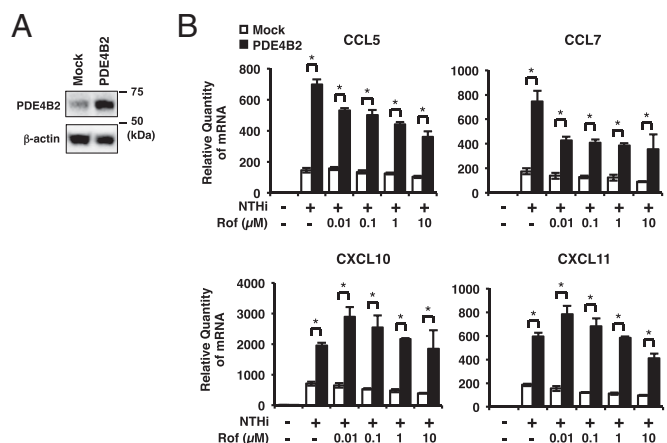 A
Mock
PDE4B2
PDE4B2
75
50
β-actin
(kDa)
B
Mock
PDE4B2
CCL5
Relative Quantity
of mRNA
800
600
400
200
0
* * * * *
NTHi - + + + + +
Rof (µM) - - 0.01 0.1 1 10
CCL7
1000
800
600
400
200
0
* * * * *
- + + + + +
- - 0.01 0.1 1 10
CXCL10
Relative Quantity
of mRNA
4000
3000
2000
1000
0
* * * * *
NTHi - + + + + +
Rof (µM) - - 0.01 0.1 1 10
CXCL11
Relative Quantity
of mRNA
1000
800
600
400
200
0
* * * * *
NTHi - + + + + +
Rof (µM) - - 0.01 0.1 1 10